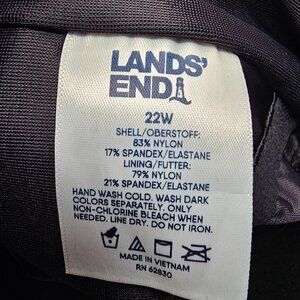 LANDS'
END
22W
SHELL/OBERSTOFF:
83% NYLON
17% SPANDEX/ELASTANE
LINING/FUTTER:
79% NYLON
21% SPANDEX/ELASTANE
HAND WASH COLD. WASH DARK
COLORS SEPARATELY. ONLY
NON-CHLORINE BLEACH WHEN
NEEDED. LINE DRY. DO NOT IRON.
MADE IN VIETNAM
RN 62830